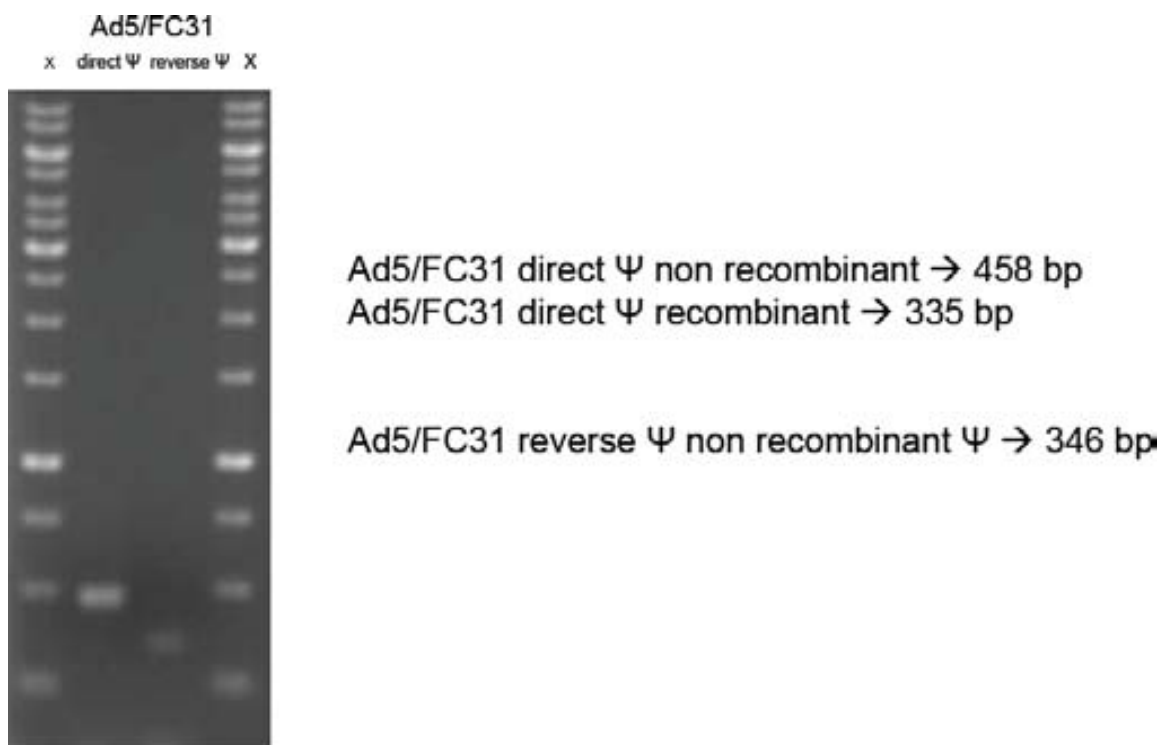 Ad5/FC31
x direct Ψ reverse Ψ X
Ad5/FC31 direct Ψ non recombinant → 458 bp
Ad5/FC31 direct Ψ recombinant → 335 bp
Ad5/FC31 reverse Ψ non recombinant Ψ → 346 bp